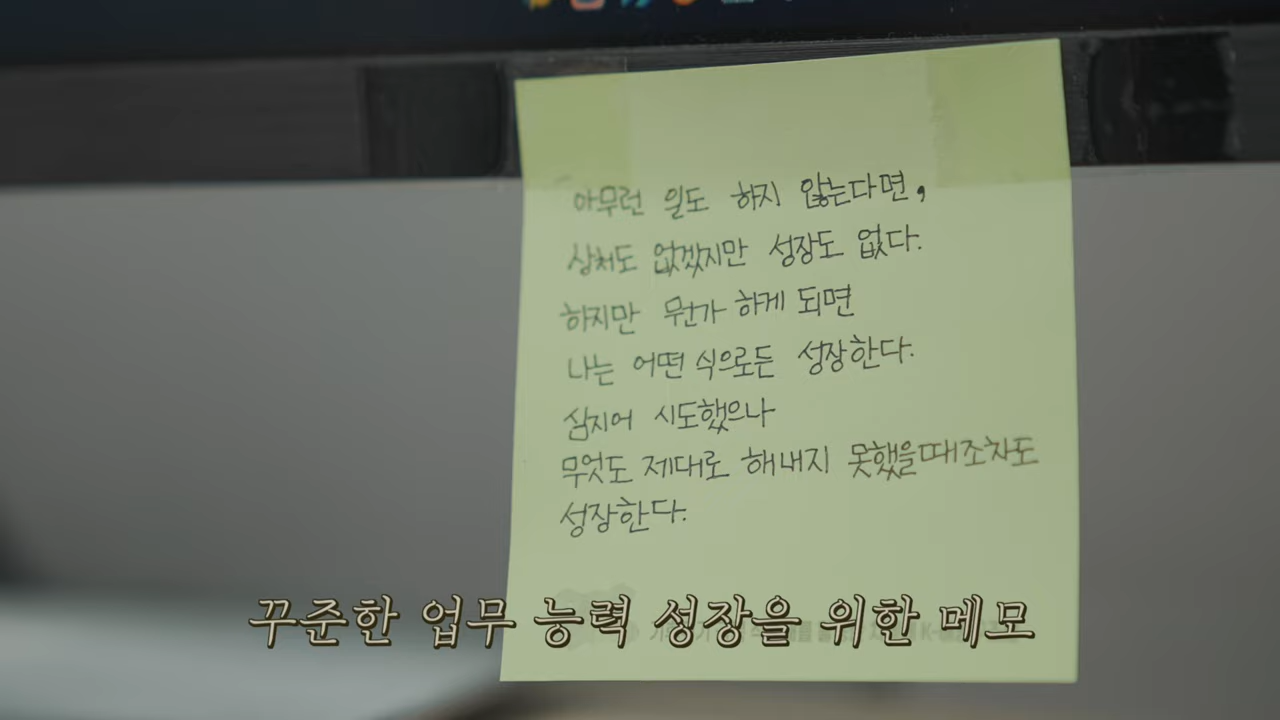 아무런 일도 하지 않는다면,
상처도 없겠지만 성장도 없다.
하지만 뭔가 하게 되면
나는 어떤 식으로든 성장한다.
심지어 시도했으나
무엇도 제대로 해내지 못했을때조차도
성장한다.
꾸준한 업무 능력 성장을 위한 메모